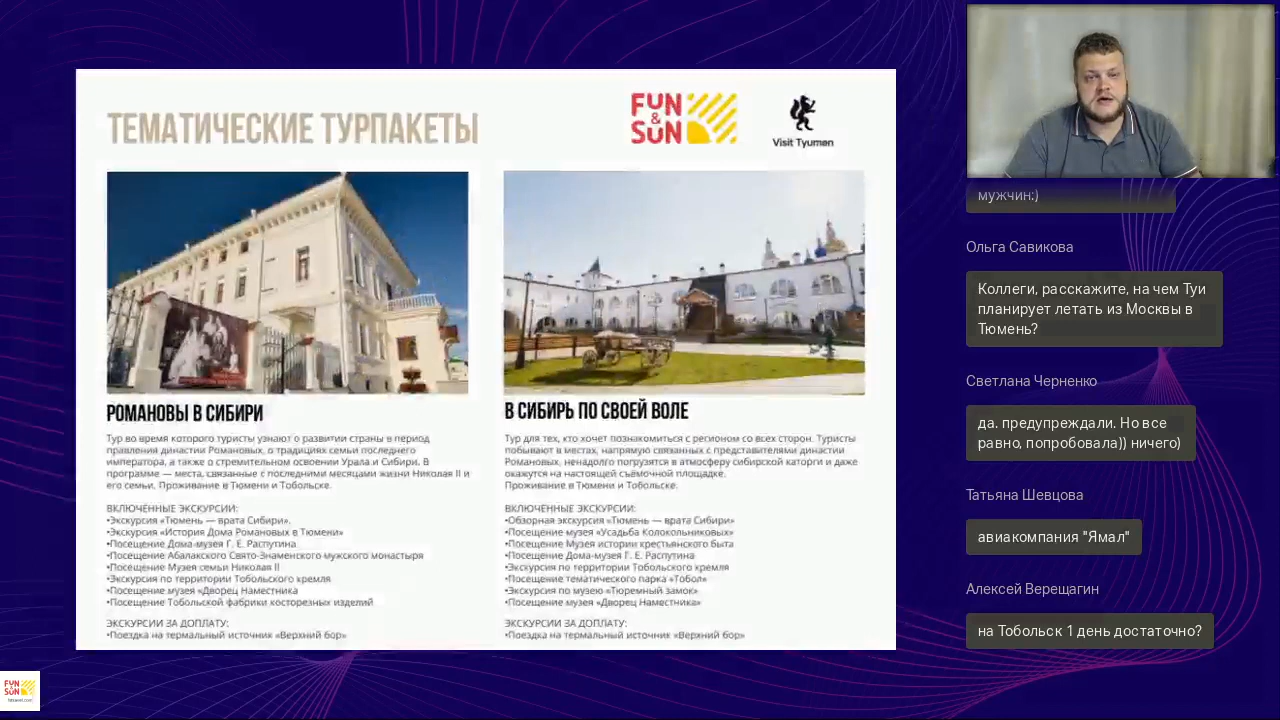 ТЕМАТИЧЕСКИЕ ТУРПАКЕТЫ
FUN
&
SUN
Visit Tyumen
РОМАНОВЫ В СИБИРИ
Тур во время которого туристы узнают о развитии страны в период
правления династии Романовых, о традициях семьи последнего
императора, а также о стремительном освоении Урала и Сибири. В
программе — места, связанные с последними месяцами жизни Николая II и
его семьи. Проживание в Тюмени и Тобольске.
ВКЛЮЧЁННЫЕ ЭКСКУРСИИ:
•Экскурсия «Тюмень — врата Сибири».
•Экскурсия «История Дома Романовых в Тюмени»
•Посещение Дома-музея Г. Е. Распутина
•Посещение Абалакского Свято-Знаменского мужского монастыря
•Посещение Музея семьи Николая II
•Экскурсия по территории Тобольского кремля
•Посещение музея «Дворец Наместника
•Посещение Тобольской фабрики косторезных изделий
ЭКСКУРСИИ ЗА ДОПЛАТУ:
•Поездка на термальный источник «Верхний бор»
В СИБИРЬ ПО СВОЕЙ ВОЛЕ
Тур для тех, кто хочет познакомиться с регионом со всех сторон. Туристы
побывают в местах, напрямую связанных с представителями династии
Романовых, ненадолго погрузятся в атмосферу сибирской каторги и даже
окажутся на настоящей съёмочной площадке.
Проживание в Тюмени и Тобольске.
ВКЛЮЧЕННЫЕ ЭКСКУРСИИ:
•Обзорная экскурсия «Тюмень — врата Сибири»
•Посещение музея «Усадьба Колокольниковых»
•Посещение Музея истории крестьянского быта
•Посещение Дома-музея Г. Е. Распутина
•Экскурсия по территории Тобольского кремля
•Посещение тематического парка «Тобол»
•Экскурсия по музею «Тюремный замок»
•Посещение музея «Дворец Наместника»
ЭКСКУРСИИ ЗА ДОПЛАТУ:
•Поездка на термальный источник «Верхний бор»
мужчин:)
Ольга Савикова
Коллеги, расскажите, на чем Туи
планирует летать из Москвы в
Тюмень?
Светлана Черненко
да. предупреждали. Но все
равно, попробовала)) ничего)
Татьяна Шевцова
авиакомпания "Ямал"
Алексей Верещагин
на Тобольск 1 день достаточно?
FUN
&
SUN